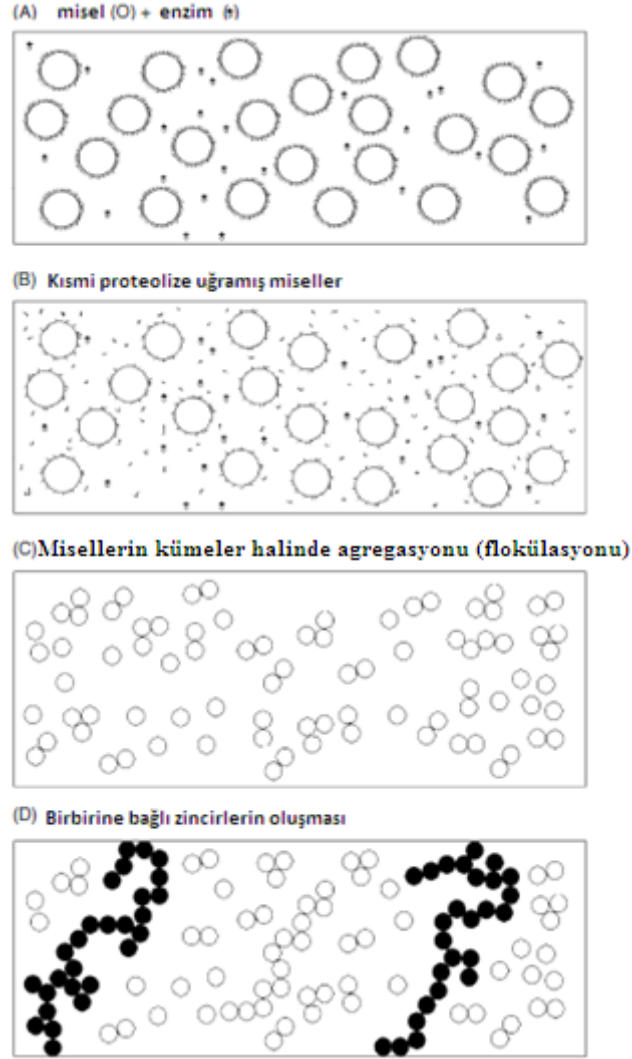 (A) misel (O) + enzim (↟)
(B) Kısmi proteolize uğramış miseller
(C)Misellerin kümeler halinde agregasyonu (flokülasyonu)
(D) Birbirine bağlı zincirlerin oluşması